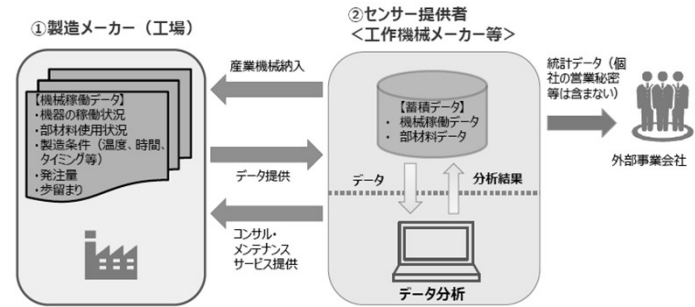 ①製造メーカー（工場）
【機械稼働データ】
・機器の稼働状況
・部材料使用状況
・製造条件（温度、時間、
タイミング等）
・発注量
・歩留まり
産業機械納入
データ提供
コンサル・
メンテナンス
サービス提供
②センサー提供者
＜工作機械メーカー等＞
【蓄積データ】
・ 機械稼働データ
・ 部材料データ
データ
分析結果
データ分析
統計データ（個
社の営業秘密
等は含まない）
外部事業会社